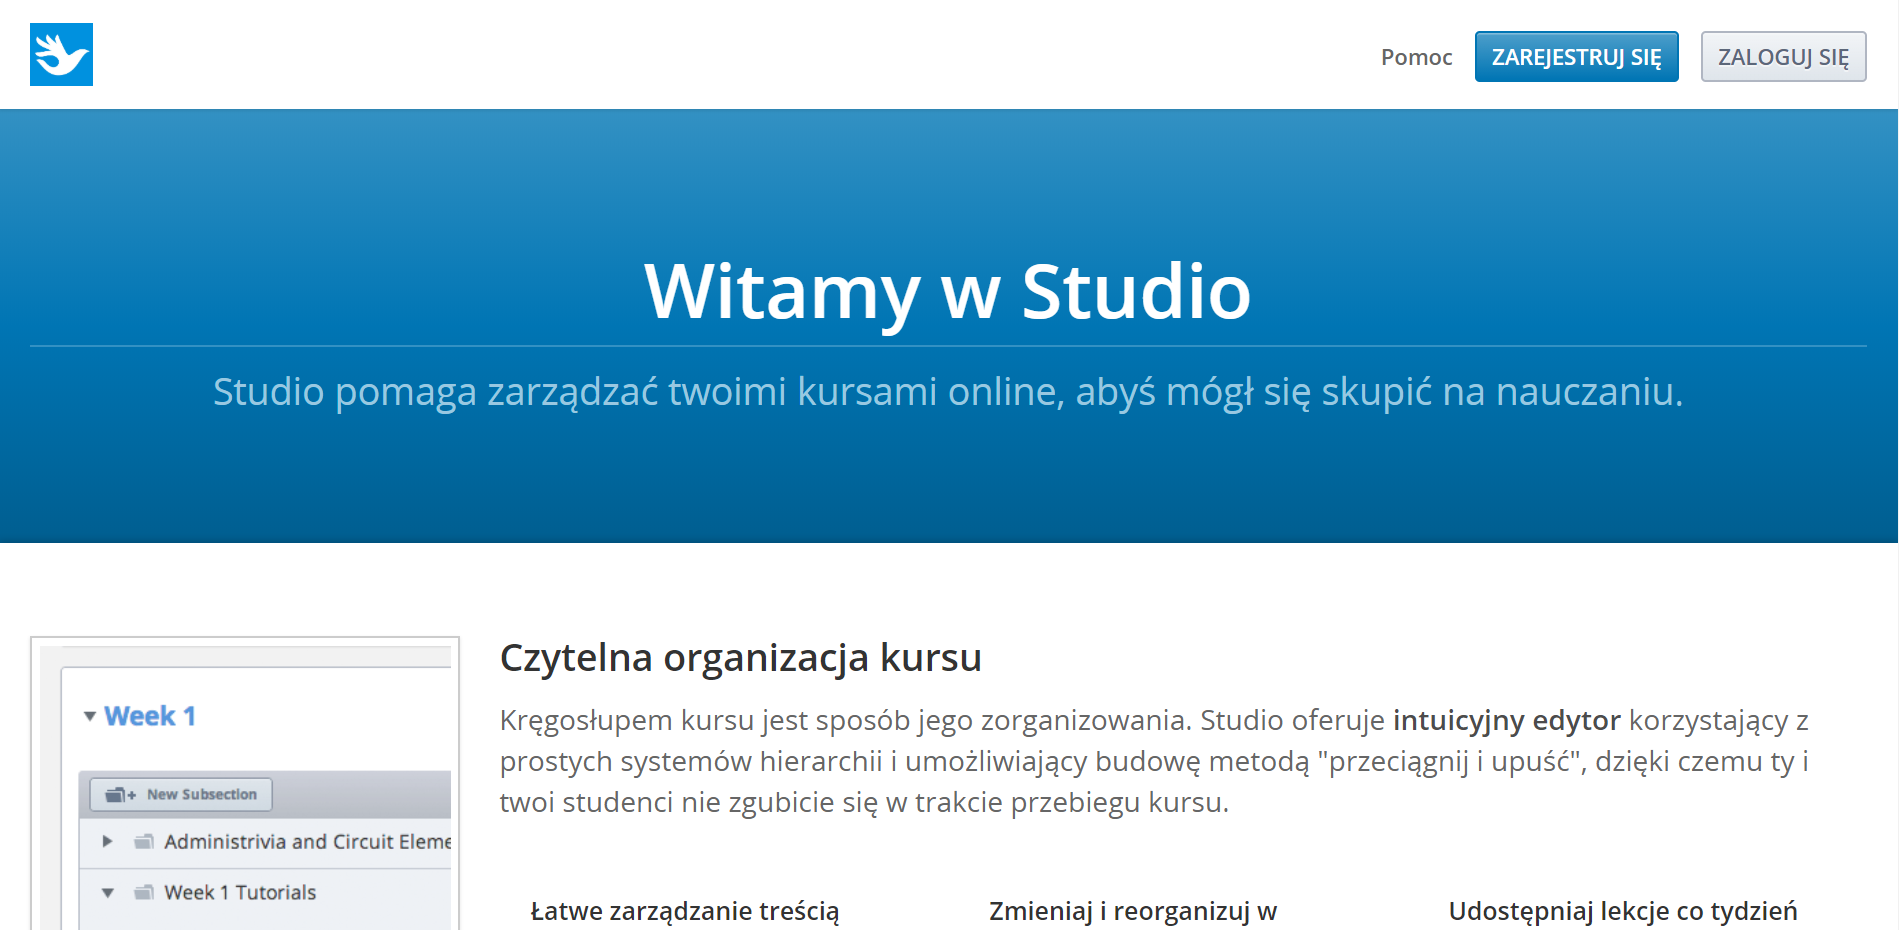 Pomoc ZAREJESTRUJ SIĘ ZALOGUJ SIĘ
Witamy w Studio
Studio pomaga zarządzać twoimi kursami online, abyś mógł się skupić na nauczaniu.
Week 1
New Subsection
Administrivia and Circuit Eleme
Week 1 Tutorials
Czytelna organizacja kursu
Kręgosłupem kursu jest sposób jego zorganizowania. Studio oferuje intuicyjny edytor korzystający z
prostych systemów hierarchii i umożliwiający budowę metodą "przeciągnij i upuść", dzięki czemu ty i
twoi studenci nie zgubicie się w trakcie przebiegu kursu.
Łatwe zarządzanie treścią
Zmieniaj i reorganizuj w
Udostępniaj lekcje co tydzień